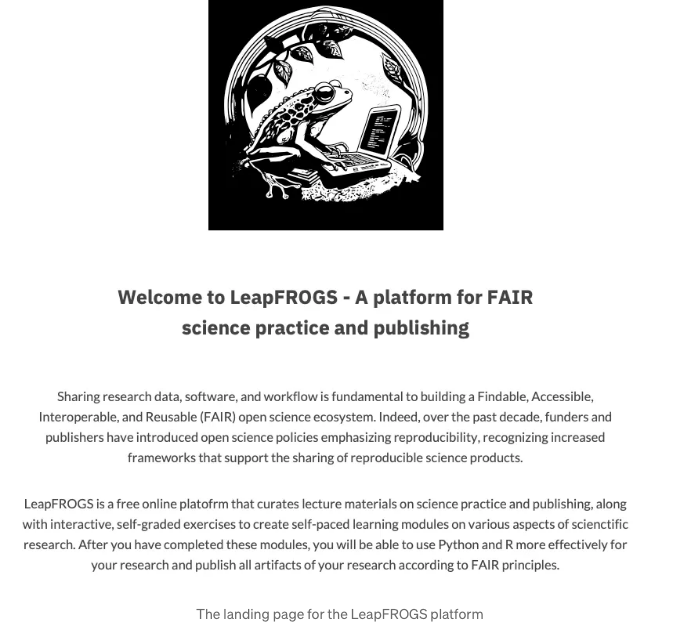 Welcome to LeapFROGS - A platform for FAIR
science practice and publishing
Sharing research data, software, and workflow is fundamental to building a Findable, Accessible,
Interoperable, and Reusable (FAIR) open science ecosystem. Indeed, over the past decade, funders and
publishers have introduced open science policies emphasizing reproducibility, recognizing increased
frameworks that support the sharing of reproducible science products.
LeapFROGS is a free online platofrm that curates lecture materials on science practice and publishing, along
with interactive, self-graded exercises to create self-paced learning modules on various aspects of scienctific
research. After you have completed these modules, you will be able to use Python and R more effectively for
your research and publish all artifacts of your research according to FAIR principles.
The landing page for the LeapFROGS platform